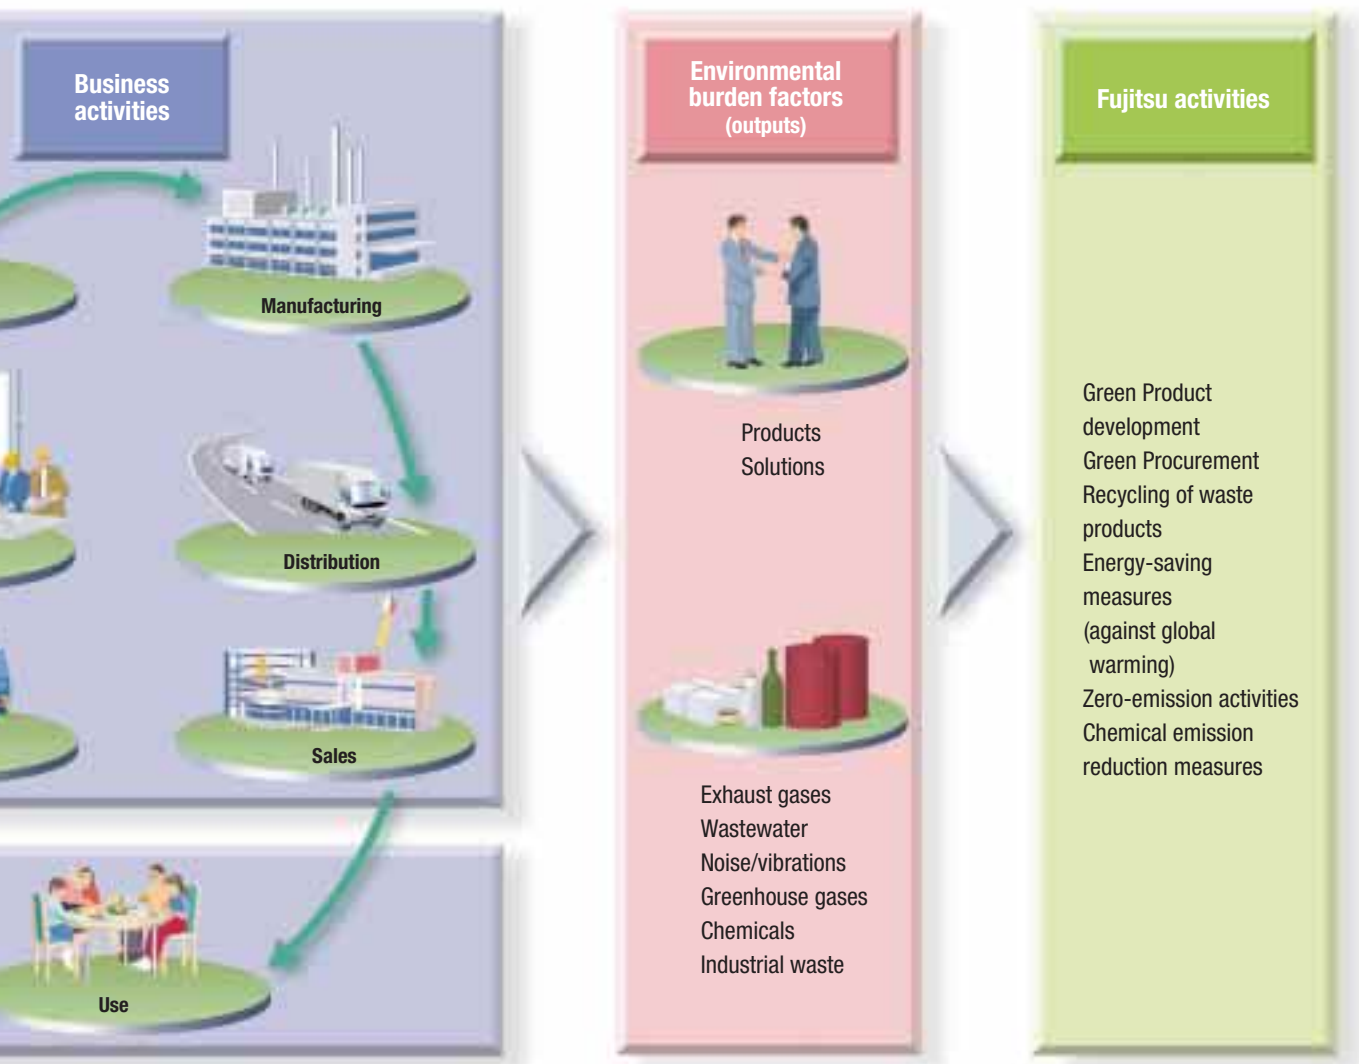 Business
activities
Manufacturing
Distribution
Sales
Use
Environmental
burden factors
(outputs)
Products
Solutions
Exhaust gases
Wastewater
Noise/vibrations
Greenhouse gases
Chemicals
Industrial waste
Fujitsu activities
Green Product
development
Green Procurement
Recycling of waste
products
Energy-saving
measures
(against global
warming)
Zero-emission activities
Chemical emission
reduction measures